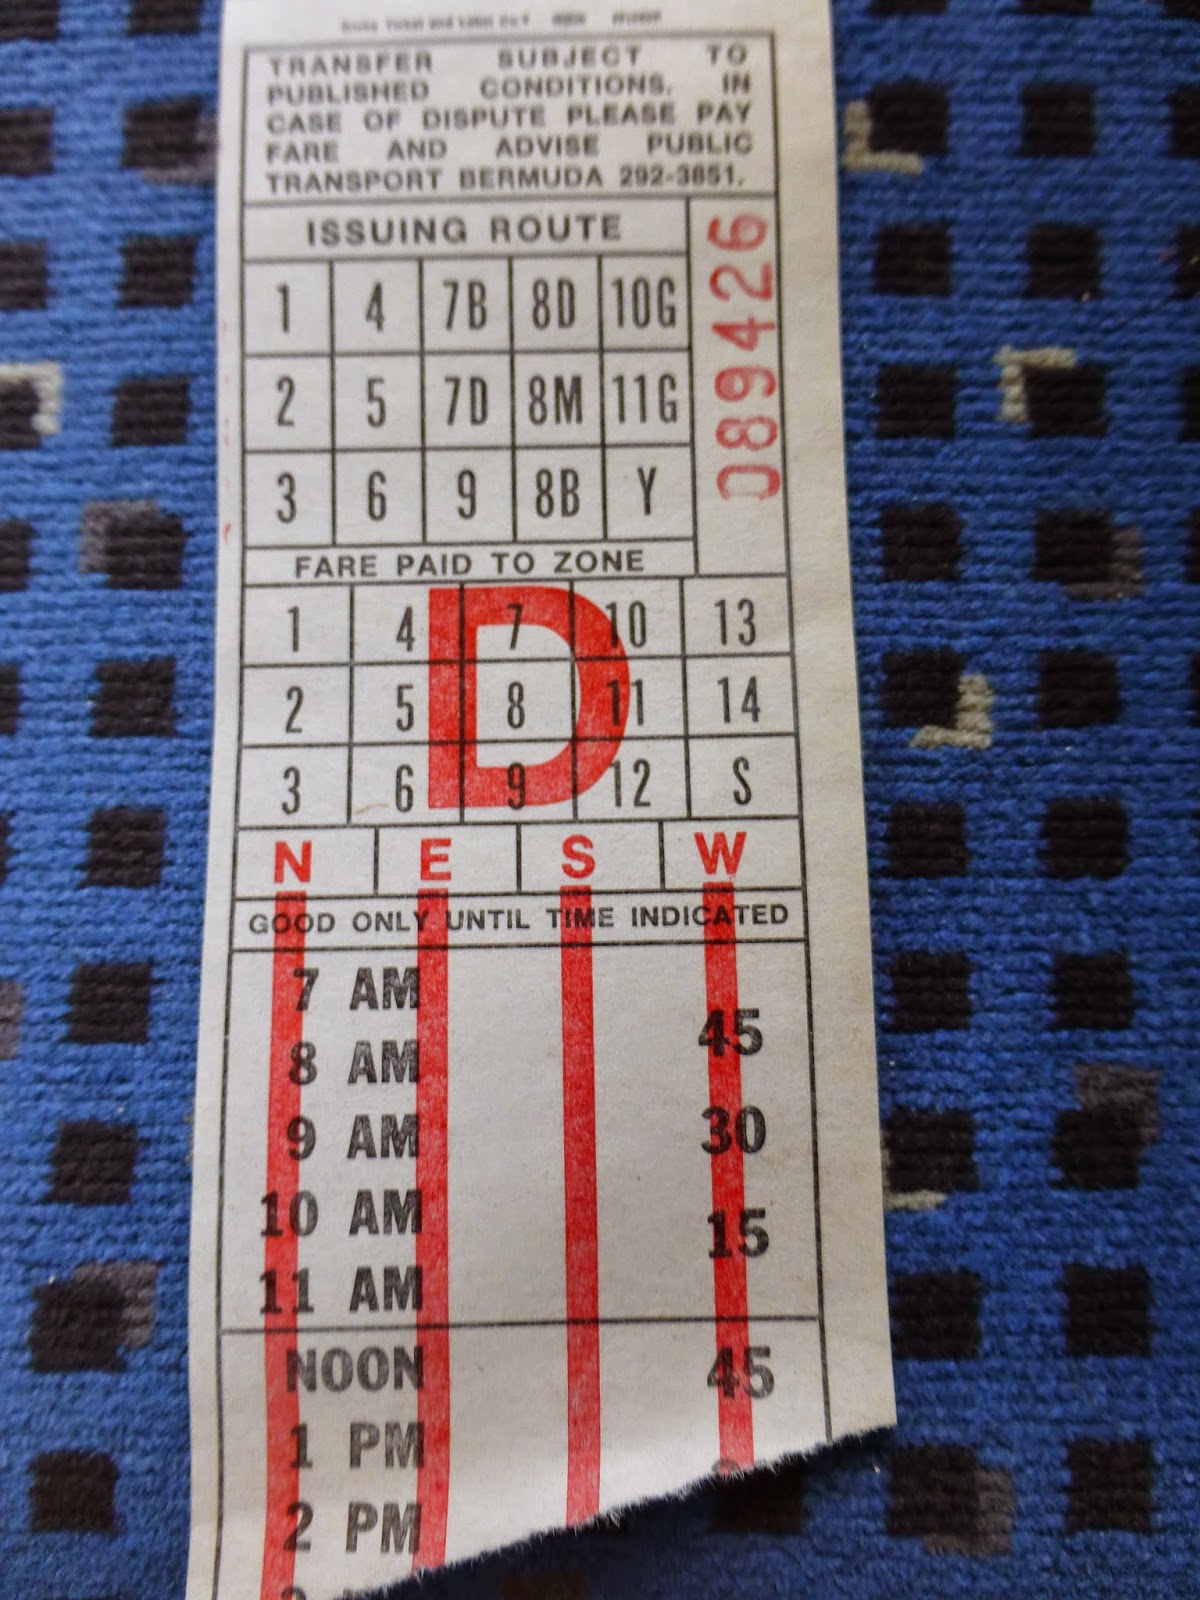 TRANSFER SUBJECT TO
PUBLISHED CONDITIONS. IN
CASE OF DISPUTE PLEASE PAY
FARE AND ADVISE PUBLIC
TRANSPORT BERMUDA 292-3851.
ISSUING ROUTE
089426
1 4 7B 8D 10G
2 5 7D 8M 11G
3 6 9 8B Y
FARE PAID TO ZONE
D
1 4 7 10 13
2 5 8 11 14
3 6 9 12 S
N E S W
GOOD ONLY UNTIL TIME INDICATED
7 AM
45
8 AM
9 AM 30
10 AM 15
11 AM
NOON 45
1 PM
2 PM